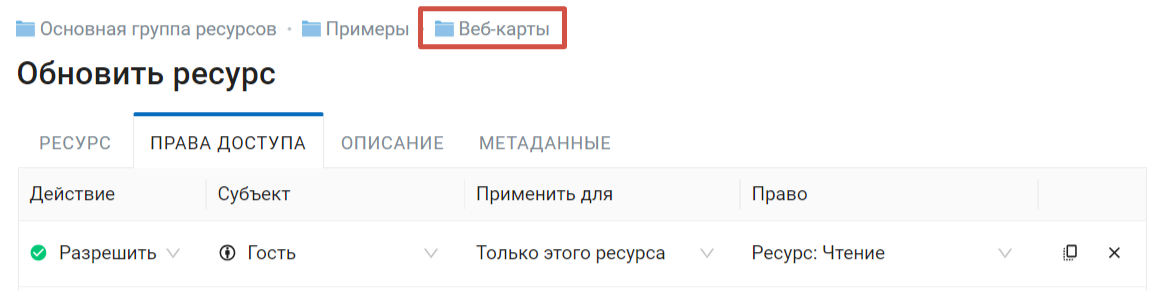 Основная группа ресурсов • Примеры • Веб-карты
Обновить ресурс
РЕСУРС ПРАВА ДОСТУПА ОПИСАНИЕ МЕТАДАННЫЕ
Действие Субъект Применить для Право
Разрешить Гость Только этого ресурса Ресурс: Чтение